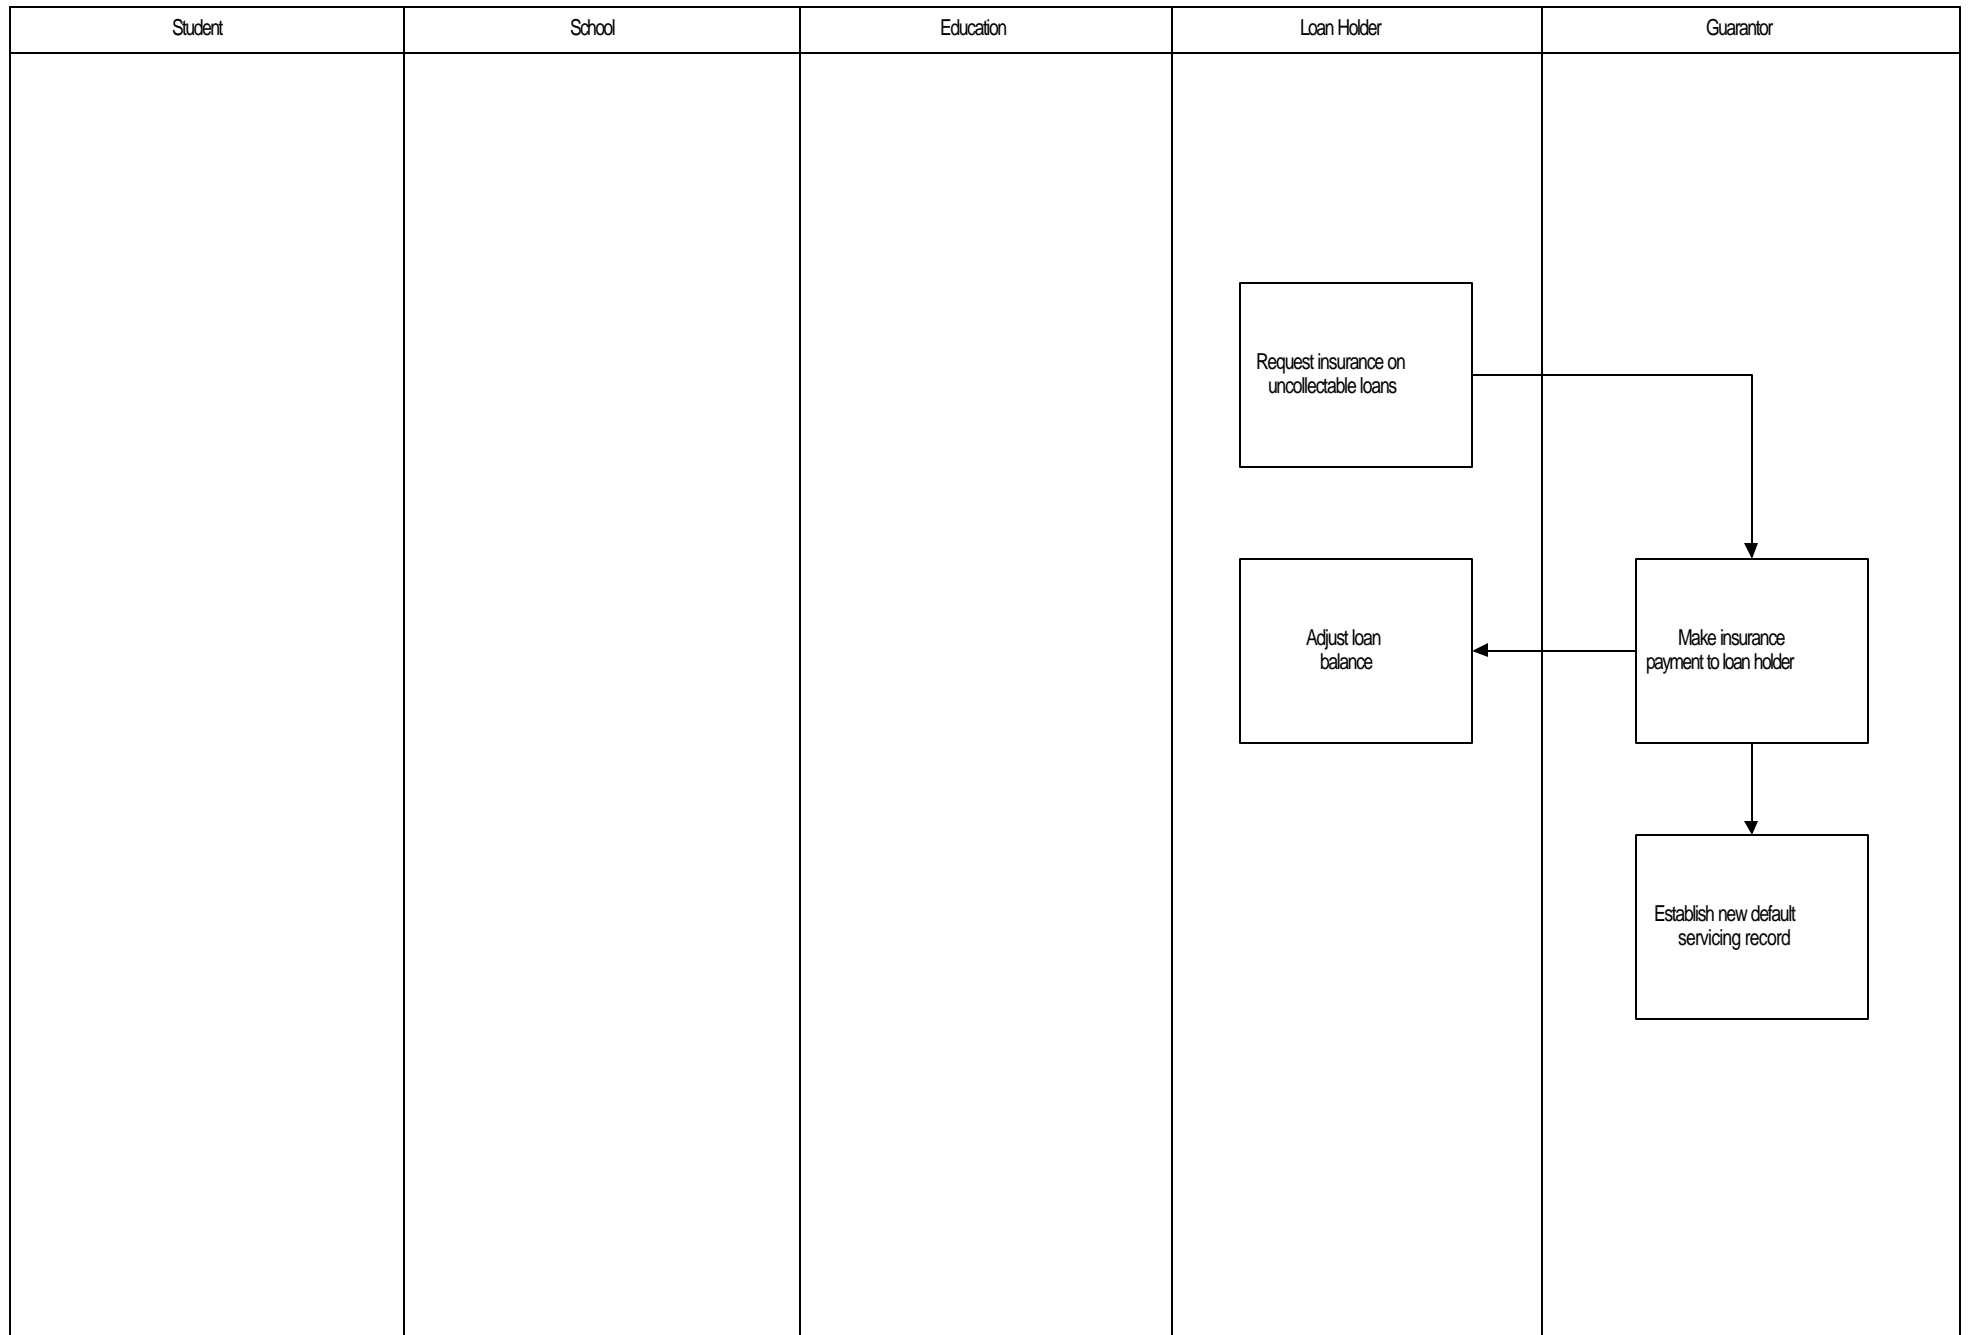 Student
School
Education
Loan Holder
Guarantor
Request insurance on
uncollectable loans
Adjust loan
balance
Make insurance
payment to loan holder
Establish new default
servicing record